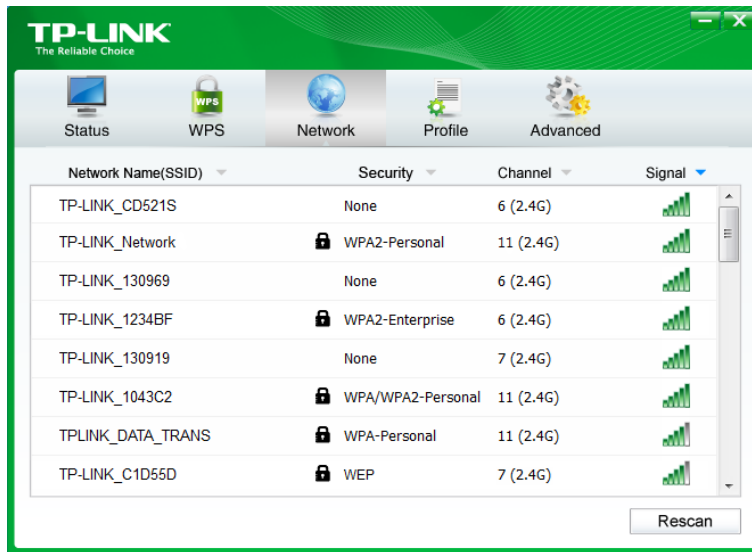 TP-LINK
The Reliable Choice
Status WPS Network Profile Advanced
WPS
Network Name(SSID) Security Channel Signal
TP-LINK_CD521S None 6 (2.4G)
TP-LINK_Network WPA2-Personal 11 (2.4G)
TP-LINK_130969 None 6 (2.4G)
TP-LINK_1234BF WPA2-Enterprise 6 (2.4G)
TP-LINK_130919 None 7 (2.4G)
TP-LINK_1043C2 WPA/WPA2-Personal 11 (2.4G)
TPLINK_DATA_TRANS WPA-Personal 11 (2.4G)
TP-LINK_C1D55D WEP 7 (2.4G)
Rescan